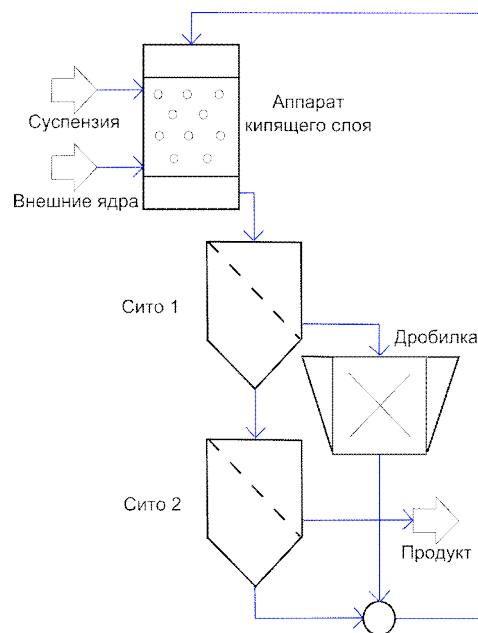 Суспензия
Внешние ядра
Аппарат
кипящего слоя
Сито 1
Дробилка
Сито 2
Продукт